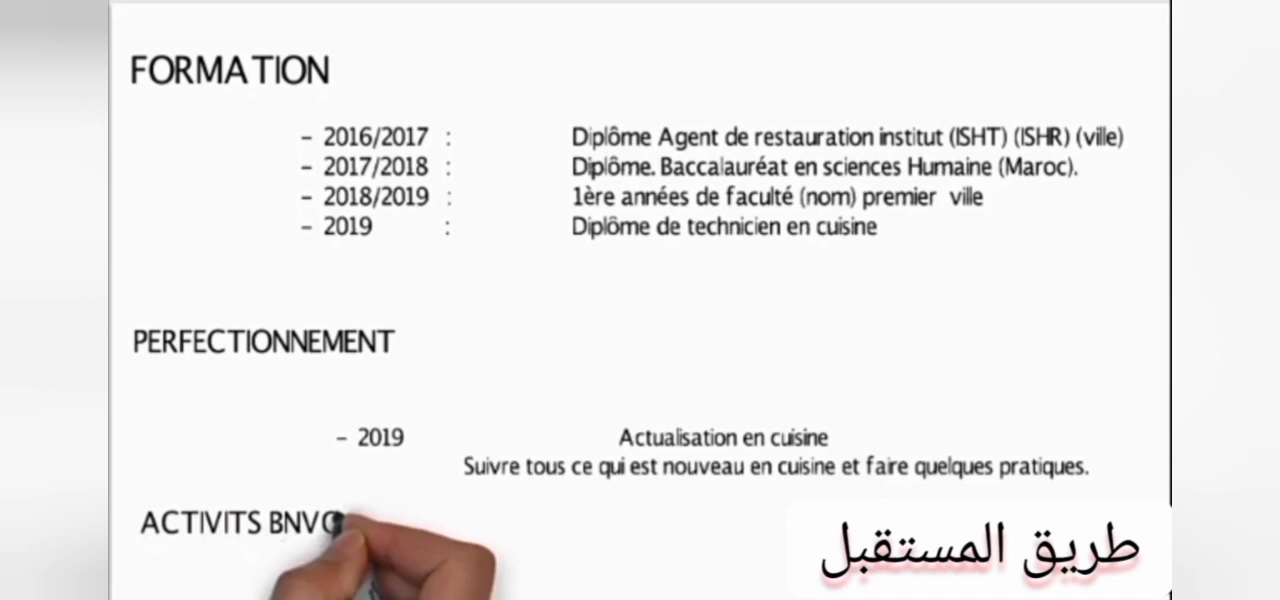 FORMATION
- 2016/2017 : Diplôme Agent de restauration institut (ISHT) (ISHR) (ville)
- 2017/2018 : Diplôme. Baccalauréat en sciences Humaine (Maroc).
- 2018/2019 : 1ère années de faculté (nom) premier ville
- 2019 : Diplôme de technicien en cuisine
PERFECTIONNEMENT
- 2019 Actualisation en cuisine
Suivre tous ce qui est nouveau en cuisine et faire quelques pratiques.
ACTIVITS BNVO
طريق المستقبل